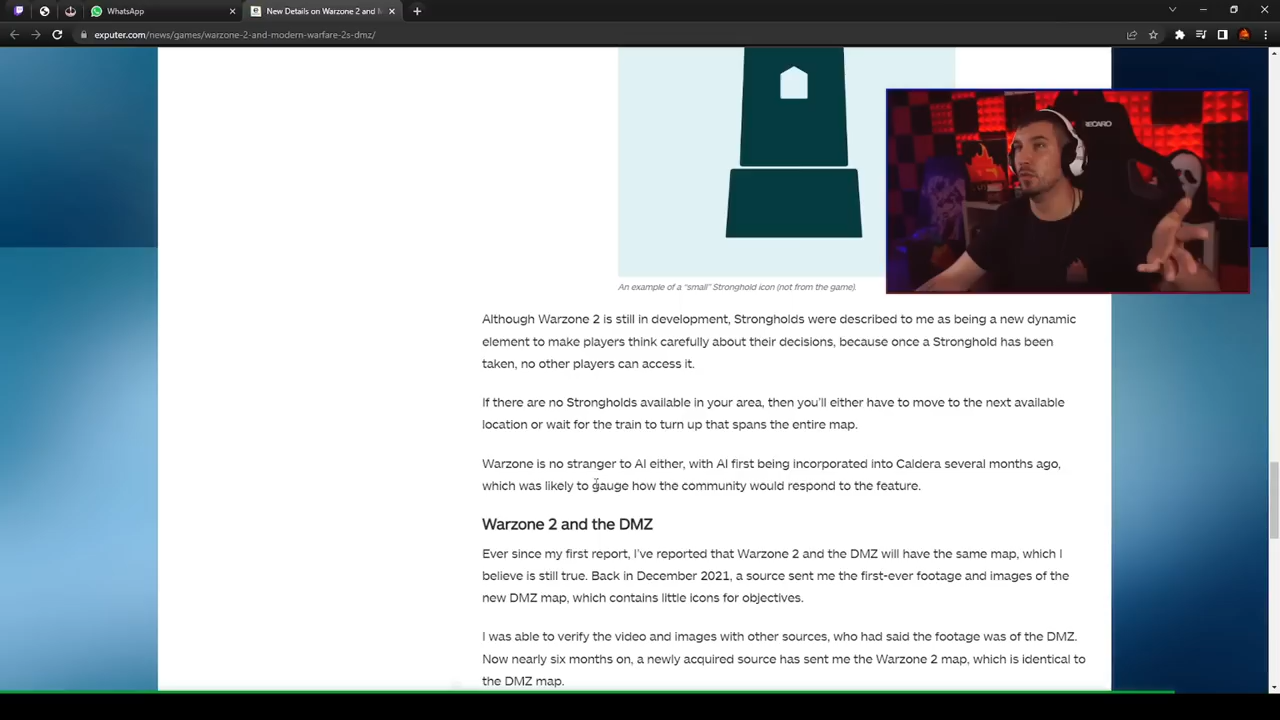 WhatsApp
New Details on Warzone 2 and M
exputer.com/news/games/warzone-2-and-modern-warfare-2s-dmz/
RECARO
An example of a "small" Stronghold icon (not from the game).
Although Warzone 2 is still in development, Strongholds were described to me as being a new dynamic
element to make players think carefully about their decisions, because once a Stronghold has been
taken, no other players can access it.
If there are no Strongholds available in your area, then you'll either have to move to the next available
location or wait for the train to turn up that spans the entire map.
Warzone is no stranger to AI either, with AI first being incorporated into Caldera several months ago,
which was likely to gauge how the community would respond to the feature.
Warzone 2 and the DMZ
Ever since my first report, I've reported that Warzone 2 and the DMZ will have the same map, which I
believe is still true. Back in December 2021, a source sent me the first-ever footage and images of the
new DMZ map, which contains little icons for objectives.
I was able to verify the video and images with other sources, who had said the footage was of the DMZ.
Now nearly six months on, a newly acquired source has sent me the Warzone 2 map, which is identical to
the DMZ map.